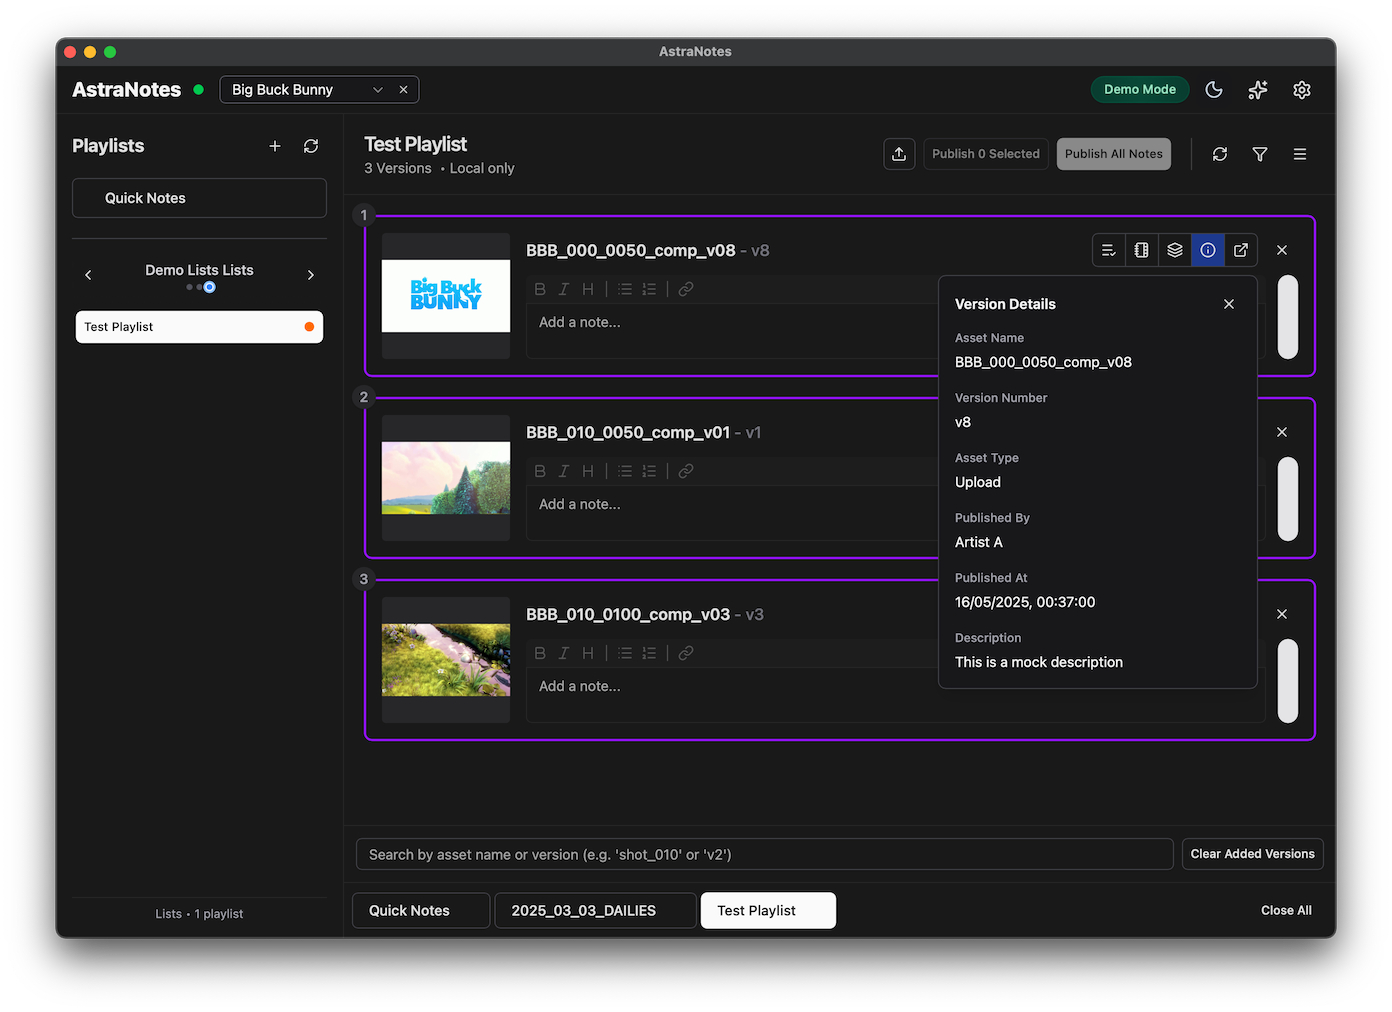 AstraNotes
AstraNotes
Big Buck Bunny
Demo Mode
Playlists
Quick Notes
Demo Lists Lists
Test Playlist
Lists • 1 playlist
Test Playlist
3 Versions • Local only
Publish 0 Selected
Publish All Notes
1
Big Buck
BUNNY
BBB_000_0050_comp_v08 - v8
B I H
Add a note...
2
BBB_010_0050_comp_v01 - v1
B I H
Add a note...
3
BBB_010_0100_comp_v03 - v3
B I H
Add a note...
Version Details
Asset Name
BBB_000_0050_comp_v08
Version Number
v8
Asset Type
Upload
Published By
Artist A
Published At
16/05/2025, 00:37:00
Description
This is a mock description
Search by asset name or version (e.g. 'shot_010' or 'v2')
Clear Added Versions
Quick Notes
2025_03_03_DAILIES
Test Playlist
Close All